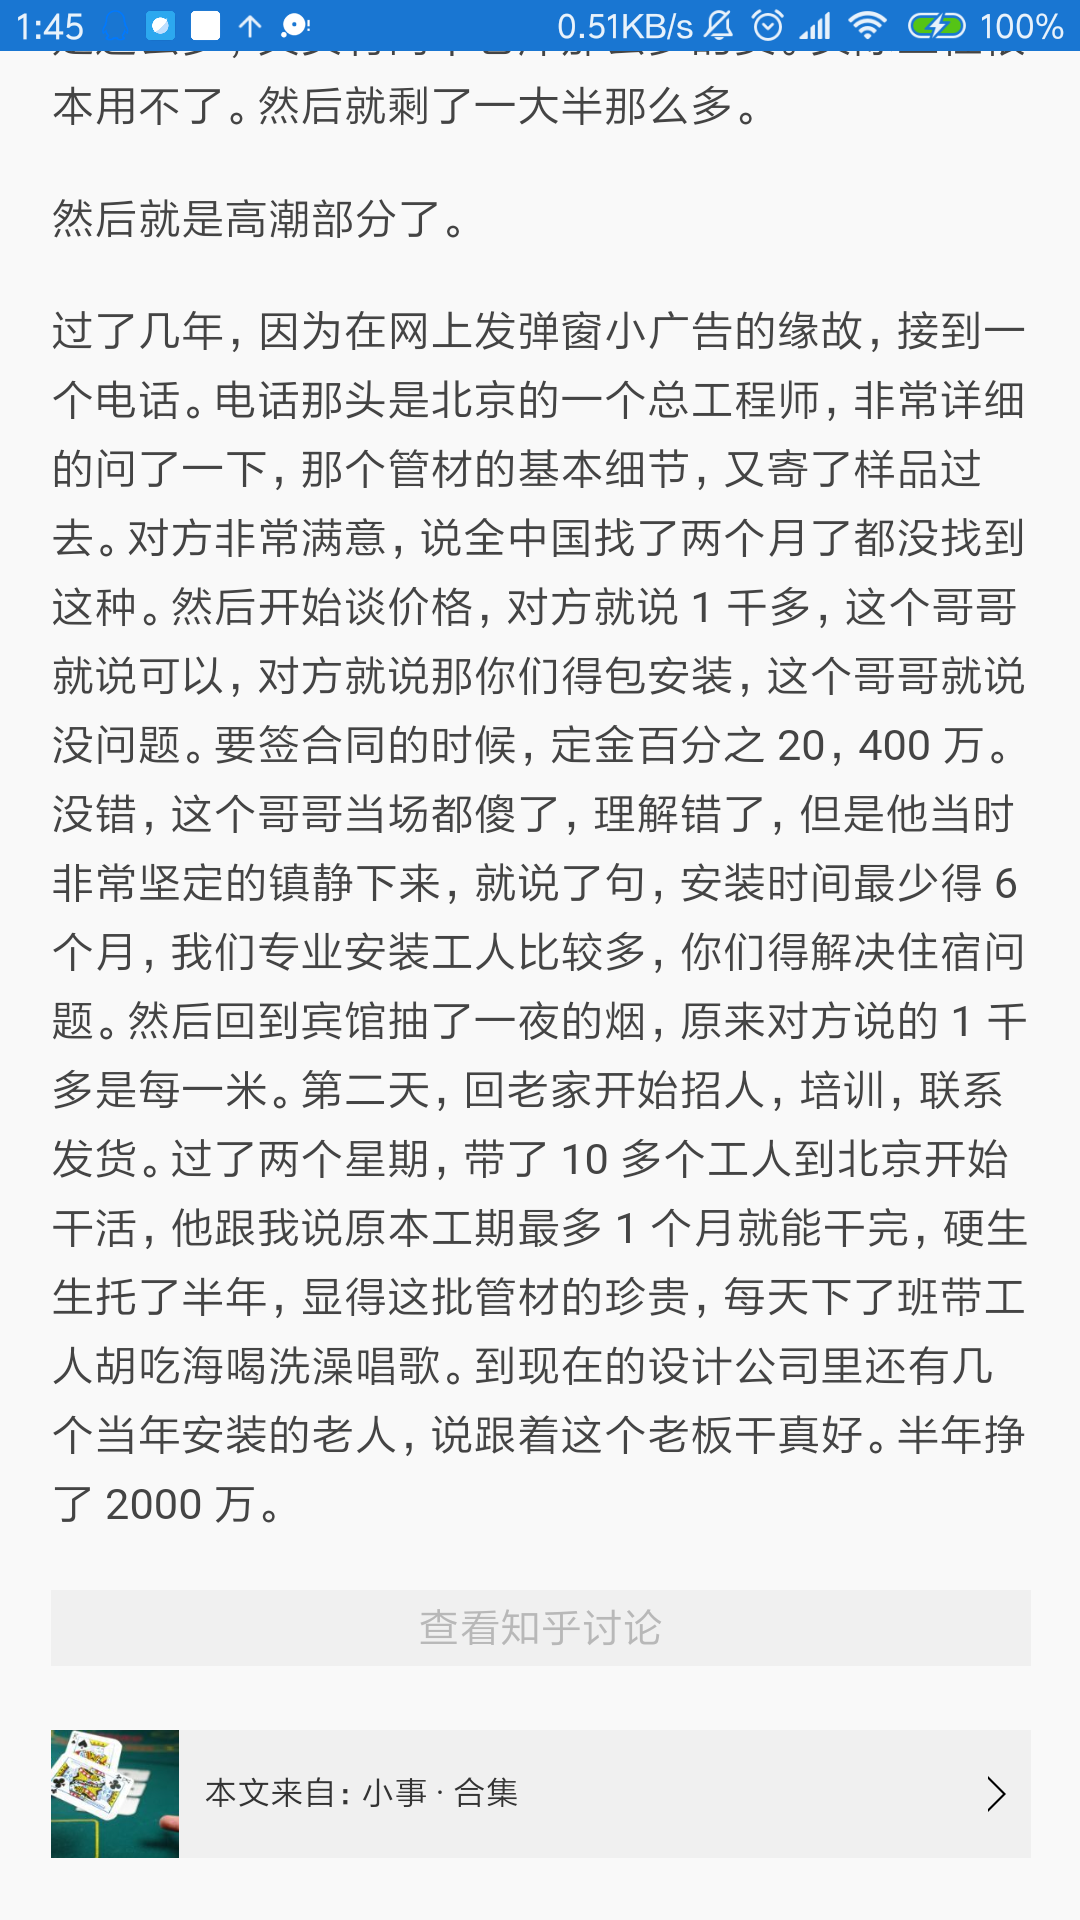 1:45 0.51KB/s 100%
本用不了。然后就剩了一大半那么多。
然后就是高潮部分了。
过了几年，因为在网上发弹窗小广告的缘故，接到一
个电话。电话那头是北京的一个总工程师，非常详细
的问了一下，那个管材的基本细节，又寄了样品过
去。对方非常满意，说全中国找了两个月了都没找到
这种。然后开始谈价格，对方就说 1 千多，这个哥哥
就说可以，对方就说那你们得包安装，这个哥哥就说
没问题。要签合同的时候，定金百分之 20，400 万。
没错，这个哥哥当场都傻了，理解错了，但是他当时
非常坚定的镇静下来，就说了句，安装时间最少得 6
个月，我们专业安装工人比较多，你们得解决住宿问
题。然后回到宾馆抽了一夜的烟，原来对方说的 1 千
多是每一米。第二天，回老家开始招人，培训，联系
发货。过了两个星期，带了 10 多个工人到北京开始
干活，他跟我说原本工期最多 1 个月就能干完，硬生
生托了半年，显得这批管材的珍贵，每天下了班带工
人胡吃海喝洗澡唱歌。到现在的设计公司里还有几
个当年安装的老人，说跟着这个老板干真好。半年挣
了 2000 万。
查看知乎讨论
本文来自：小事 · 合集